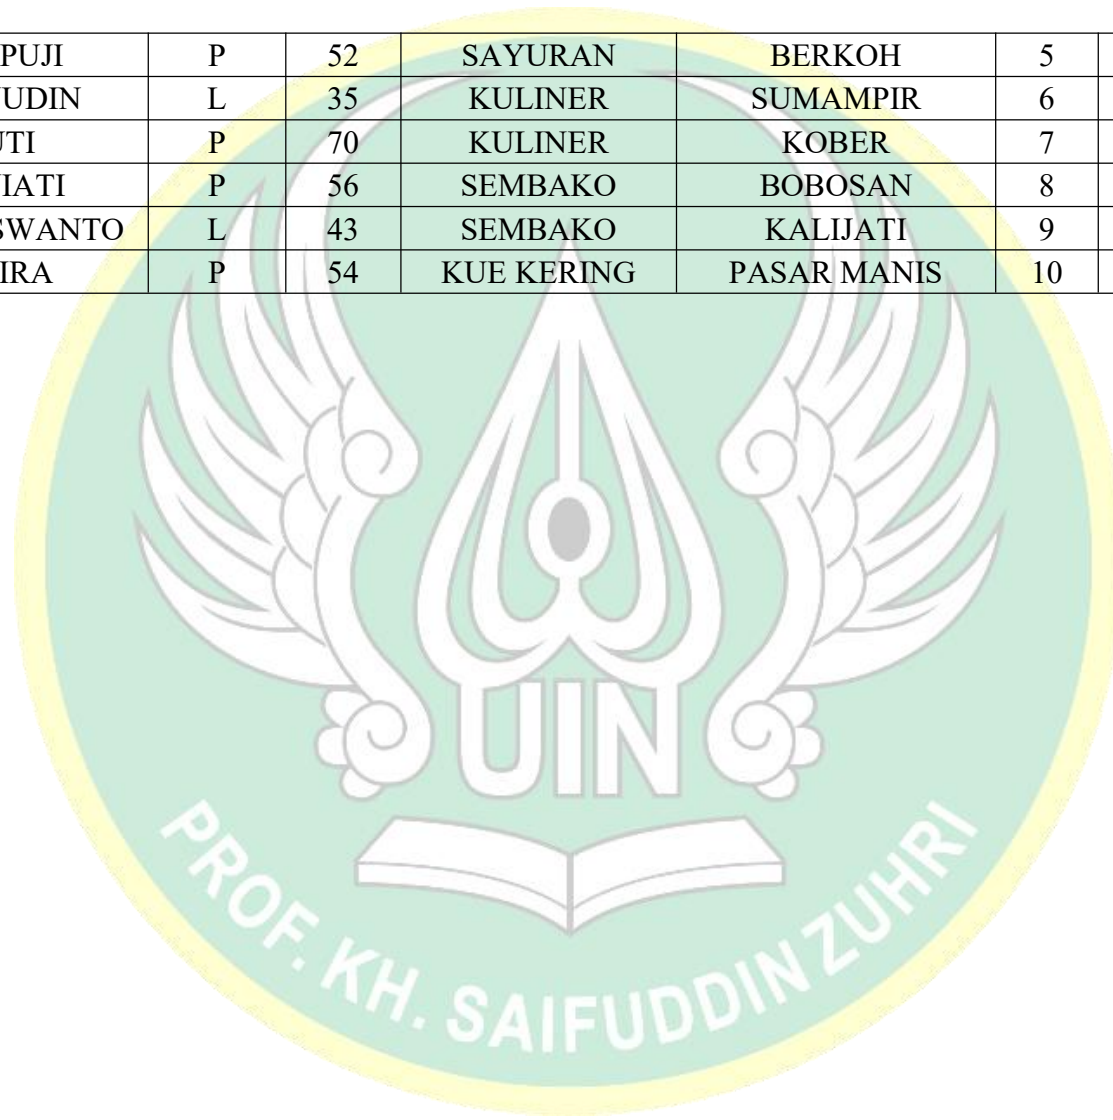 PUJI P 52 SAYURAN BERKOH 5
UDIN L 35 KULINER SUMAMPIR 6
UTI P 70 KULINER KOBER 7
IATI P 56 SEMBAKO BOBOSAN 8
SWANTO L 43 SEMBAKO KALIJATI 9
IRA P 54 KUE KERING PASAR MANIS 10
UIN
PROF. KH. SAIFUDDIN ZUHRI